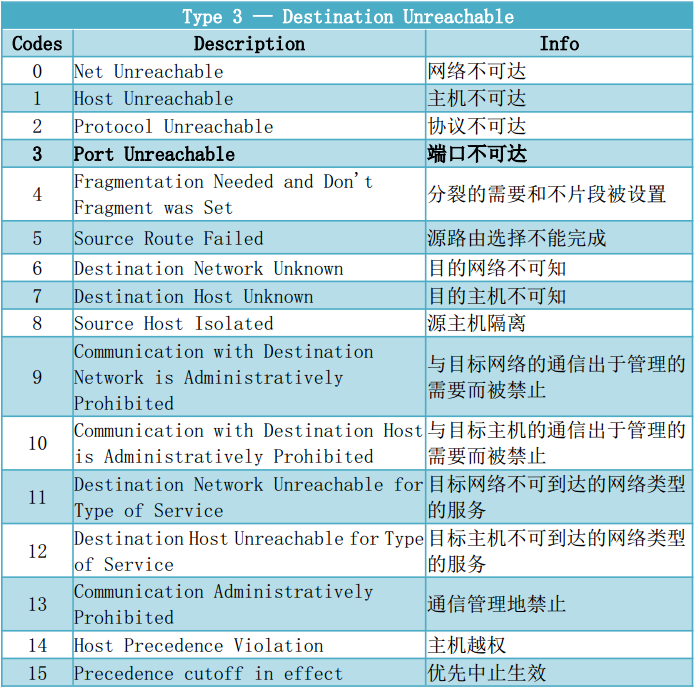 Type 3 — Destination Unreachable
Codes Description Info
0 Net Unreachable 网络不可达
1 Host Unreachable 主机不可达
2 Protocol Unreachable 协议不可达
3 Port Unreachable 端口不可达
4 Fragmentation Needed and Don't
Fragment was Set 分裂的需要和不片段被设置
5 Source Route Failed 源路由选择不能完成
6 Destination Network Unknown 目的网络不可知
7 Destination Host Unknown 目的主机不可知
8 Source Host Isolated 源主机隔离
9 Communication with Destination
Network is Administratively
Prohibited 与目标网络的通信出于管理的
需要而被禁止
10 Communication with Destination Host
is Administratively Prohibited 与目标主机的通信出于管理的
需要而被禁止
11 Destination Network Unreachable for
Type of Service 目标网络不可到达的网络类型
的服务
12 Destination Host Unreachable for Type
of Service 目标主机不可到达的网络类型
的服务
13 Communication Administratively
Prohibited 通信管理地禁止
14 Host Precedence Violation 主机越权
15 Precedence cutoff in effect 优先中止生效